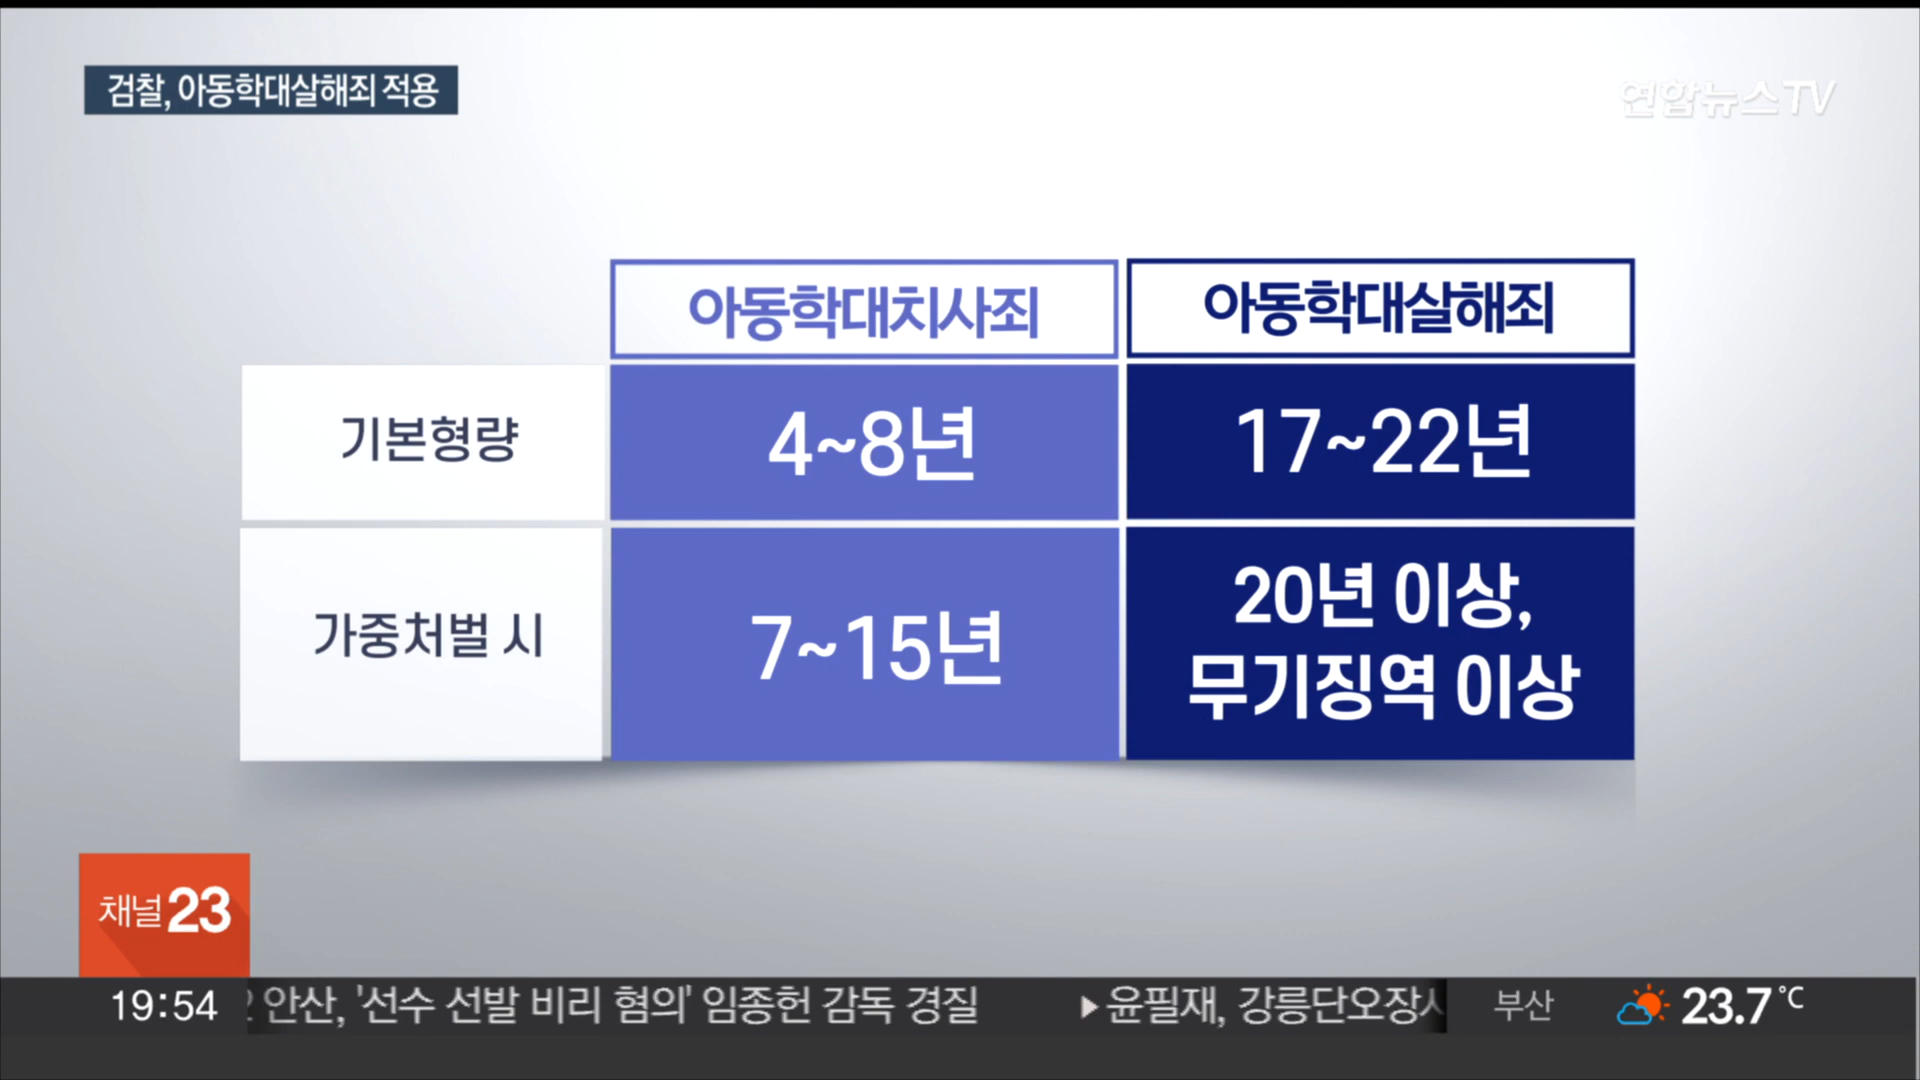 검찰, 아동학대살해죄 적용
연합뉴스TV
아동학대치사죄 아동학대살해죄
기본형량 4~8년 17~22년
가중처벌 시 7~15년 20년 이상,
무기징역 이상
채널23
19:54 안산, '선수 선발 비리 혐의' 임종헌 감독 경질 ▶윤필재, 강릉단오장사 부산 23.7℃